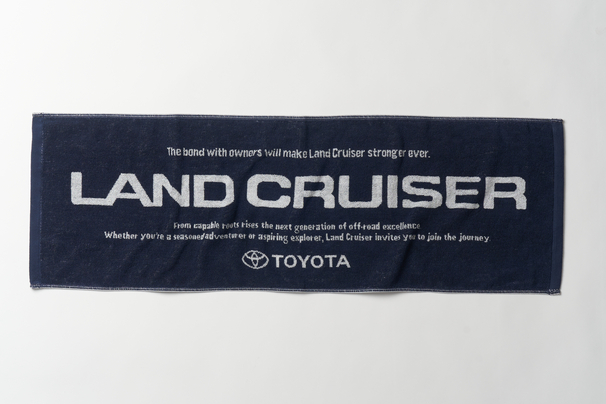 The bond with owners will make Land Cruiser stronger ever.
LAND CRUISER
From capable roots rises the next generation of off-road excellence
Whether you're a seasoned adventurer or aspiring explorer, Land Cruiser invites you to join the journey.
TOYOTA